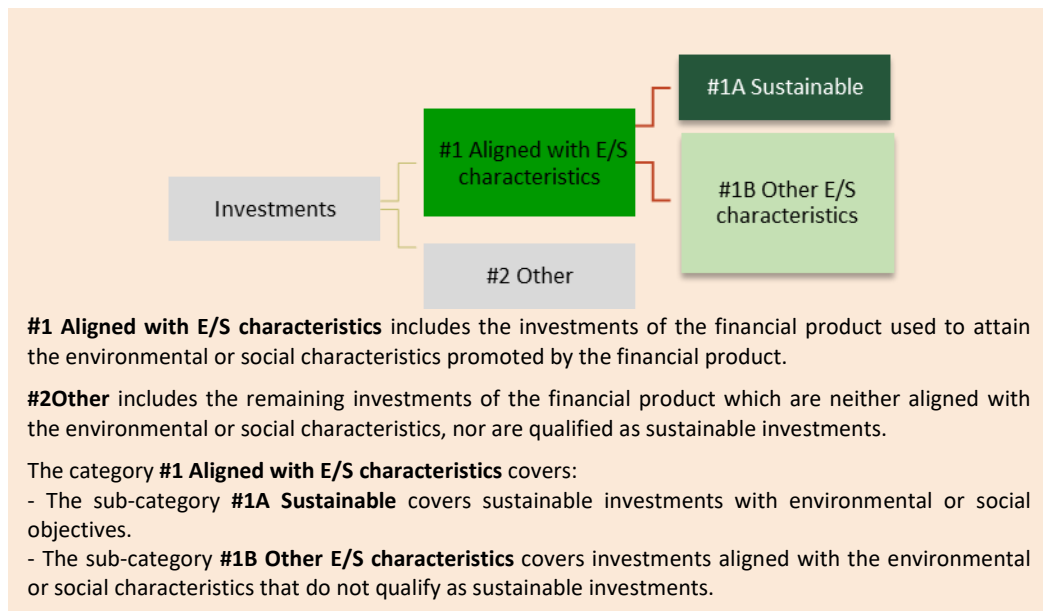 #1A Sustainable
#1 Aligned with E/S
characteristics
#1B Other E/S
characteristics
Investments
#2 Other
#1 Aligned with E/S characteristics includes the investments of the financial product used to attain
the environmental or social characteristics promoted by the financial product.
#2Other includes the remaining investments of the financial product which are neither aligned with
the environmental or social characteristics, nor are qualified as sustainable investments.
The category #1 Aligned with E/S characteristics covers:
- The sub-category #1A Sustainable covers sustainable investments with environmental or social
objectives.
- The sub-category #1B Other E/S characteristics covers investments aligned with the environmental
or social characteristics that do not qualify as sustainable investments.